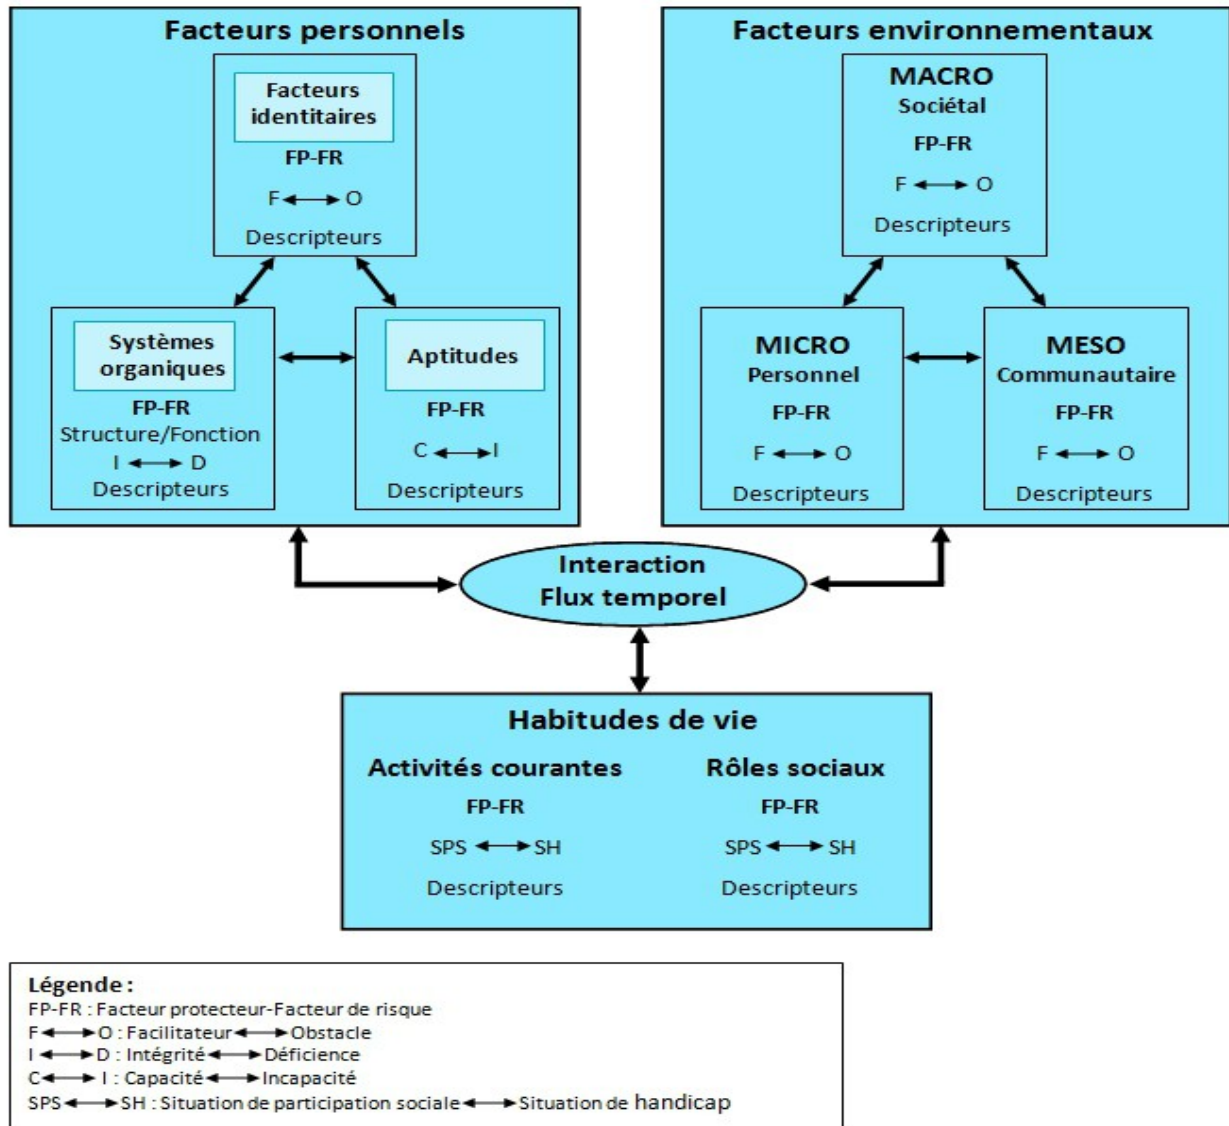 Facteurs personnels
Facteurs
identitaires
FP-FR
F ↔ O
Descripteurs
Systèmes
organiques
FP-FR
Structure/Fonction
I ↔ D
Descripteurs
Aptitudes
FP-FR
C ↔ I
Descripteurs
Facteurs environnementaux
MACRO
Sociétal
FP-FR
F ↔ O
Descripteurs
MICRO
Personnel
FP-FR
F ↔ O
Descripteurs
MESO
Communautaire
FP-FR
F ↔ O
Descripteurs
Interaction
Flux temporel
Habitudes de vie
Activités courantes
FP-FR
SPS ↔ SH
Descripteurs
Rôles sociaux
FP-FR
SPS ↔ SH
Descripteurs
Légende :
FP-FR : Facteur protecteur-Facteur de risque
F ↔ O : Facilitateur ↔ Obstacle
I ↔ D : Intégrité ↔ Déficience
C ↔ I : Capacité ↔ Incapacité
SPS ↔ SH : Situation de participation sociale ↔ Situation de handicap